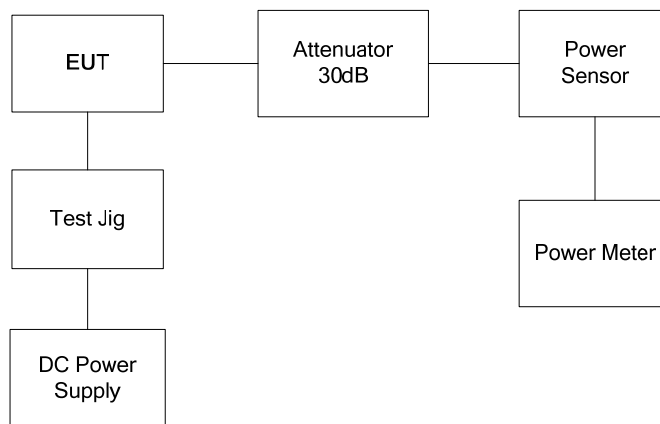 EUT
Attenuator
30dB
Power
Sensor
Test Jig
Power Meter
DC Power
Supply